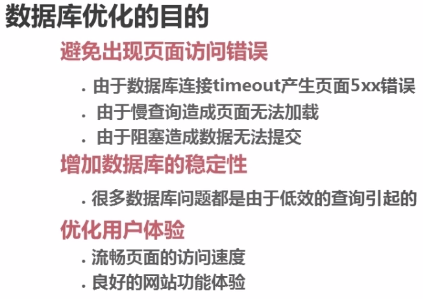 数据库优化的目的
避免出现页面访问错误
. 由于数据库连接timeout产生页面5xx错误
. 由于慢查询造成页面无法加载
. 由于阻塞造成数据无法提交
增加数据库的稳定性
. 很多数据库问题都是由于低效的查询引起的
优化用户体验
. 流畅页面的访问速度
. 良好的网站功能体验